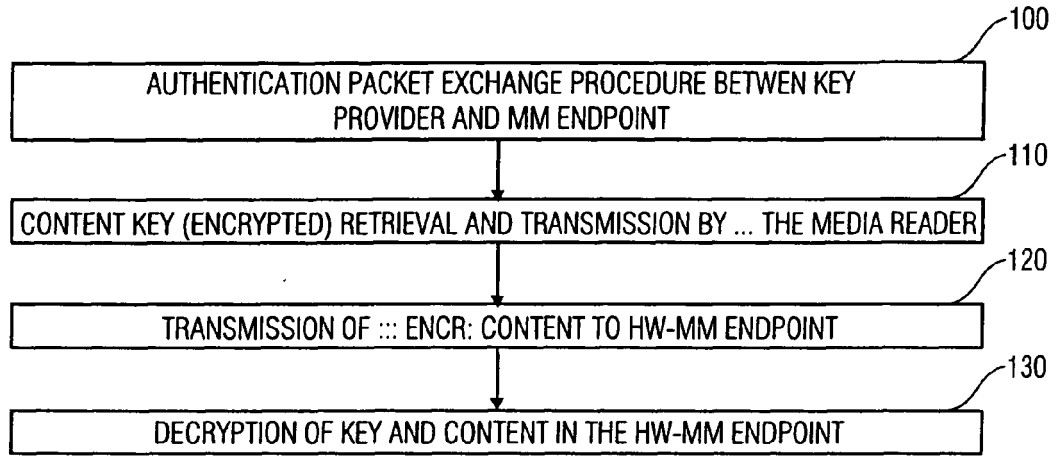 100
AUTHENTICATION PACKET EXCHANGE PROCEDURE BETWEN KEY
PROVIDER AND MM ENDPOINT
110
CONTENT KEY (ENCRYPTED) RETRIEVAL AND TRANSMISSION BY ... THE MEDIA READER
120
TRANSMISSION OF ::: ENCR: CONTENT TO HW-MM ENDPOINT
130
DECRYPTION OF KEY AND CONTENT IN THE HW-MM ENDPOINT